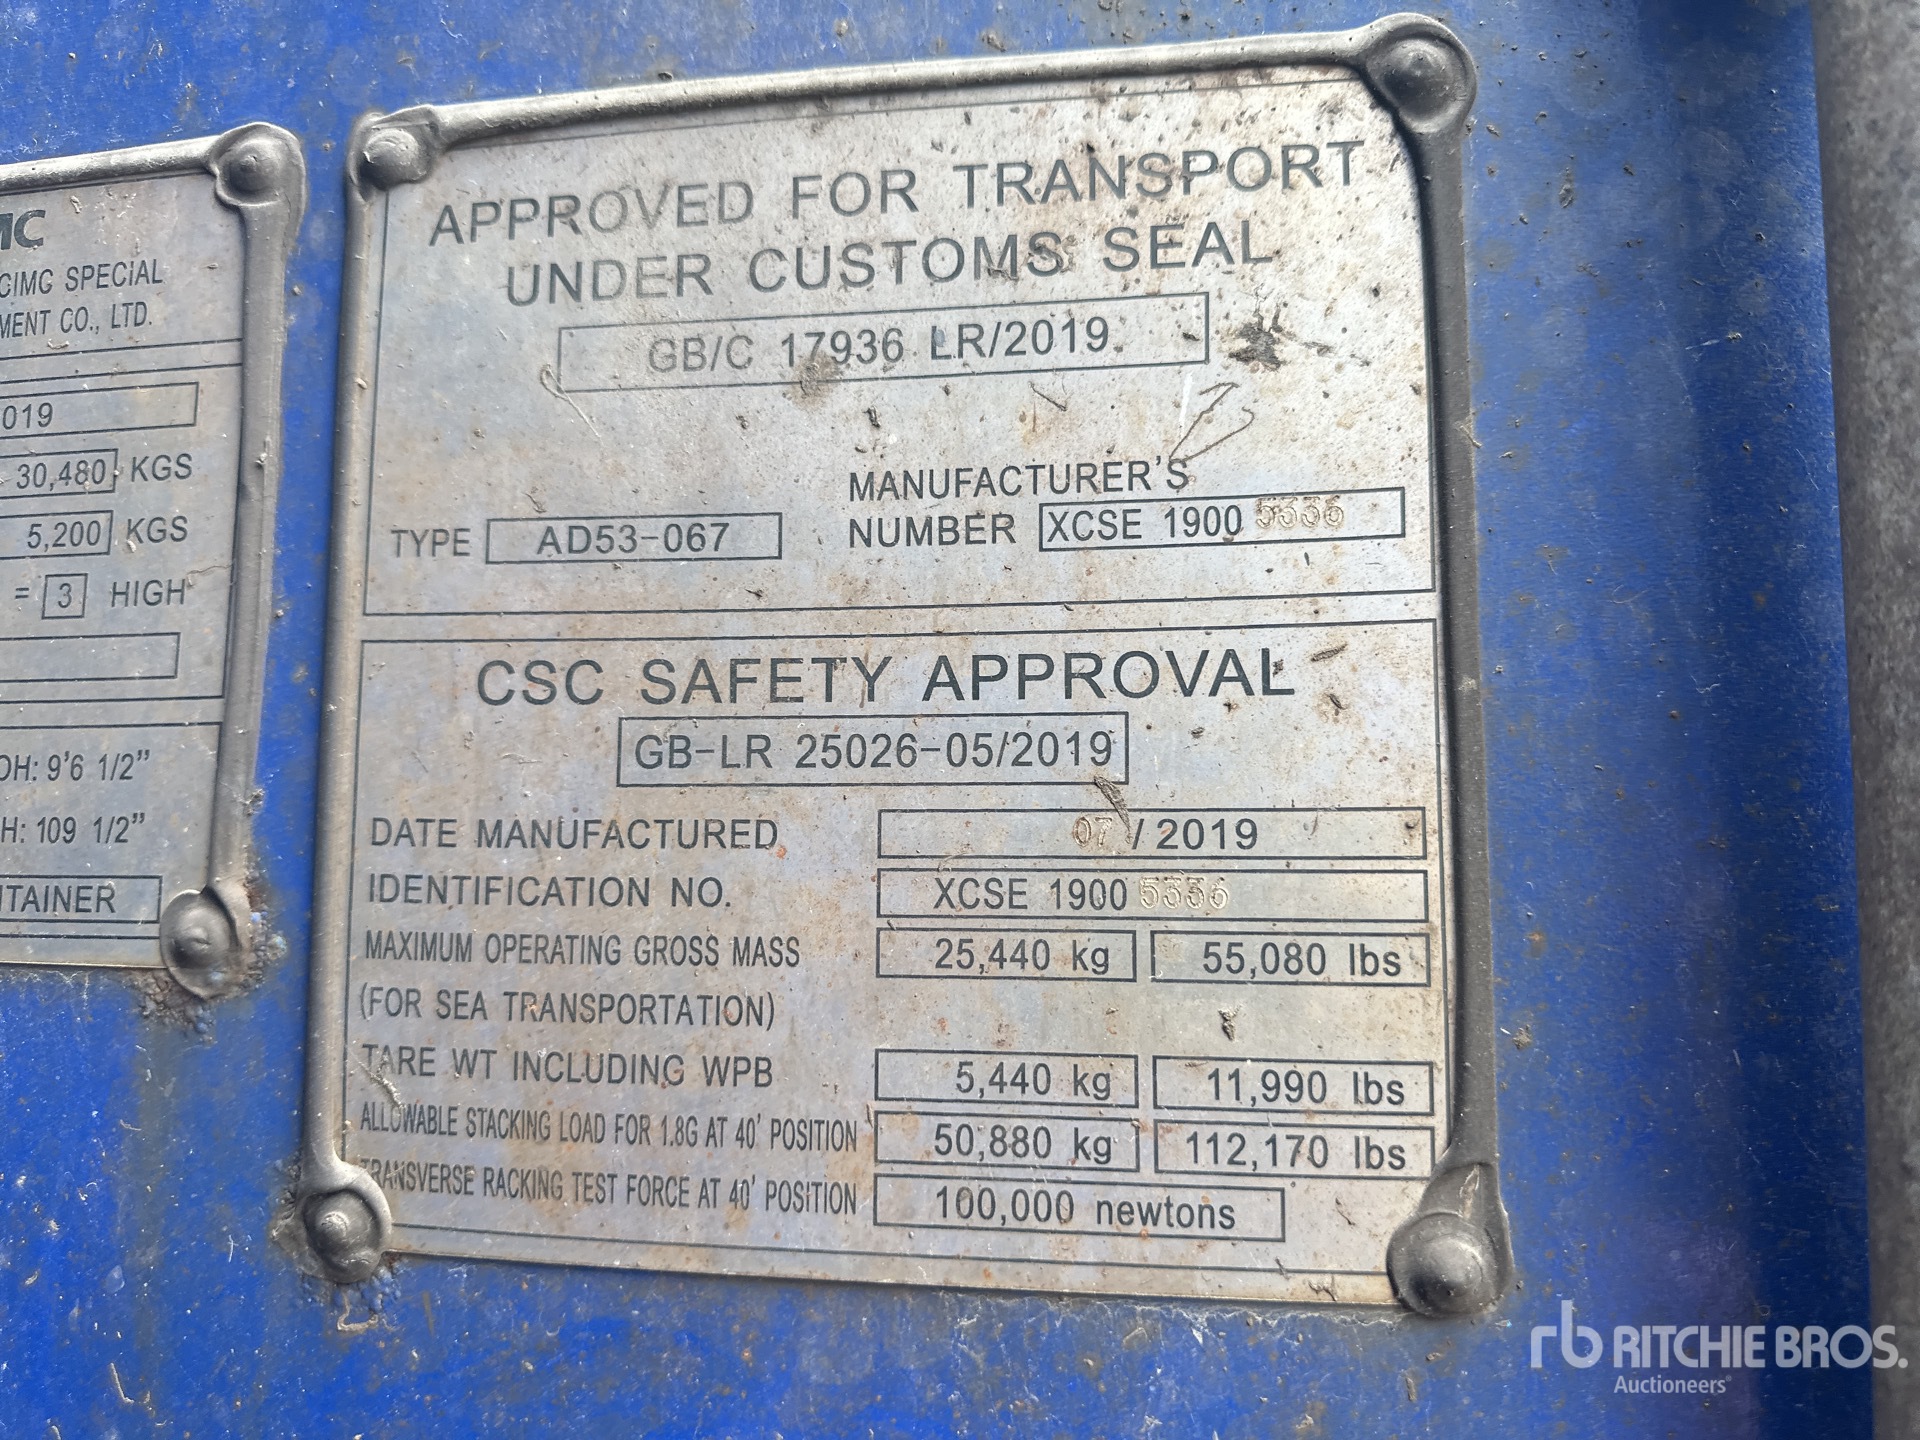 MC
CIMC SPECIAL
MENT CO., LTD.
019
30,480 KGS
5,200 KGS
= 3 HIGH
OH: 9'6 1/2"
H: 109 1/2"
NTAINER
APPROVED FOR TRANSPORT
UNDER CUSTOMS SEAL
GB/C 17936 LR/2019
MANUFACTURER'S
TYPE AD53-067 NUMBER XCSE 1900 5336
CSC SAFETY APPROVAL
GB-LR 25026-05/2019
DATE MANUFACTURED 07 / 2019
IDENTIFICATION NO. XCSE 1900 5336
MAXIMUM OPERATING GROSS MASS 25,440 kg 55,080 lbs
(FOR SEA TRANSPORTATION)
TARE WT INCLUDING WPB 5,440 kg 11,990 lbs
ALLOWABLE STACKING LOAD FOR 1.8G AT 40' POSITION 50,880 kg 112,170 lbs
TRANSVERSE RACKING TEST FORCE AT 40' POSITION 100,000 newtons
rb RITCHIE BROS.
Auctioneers